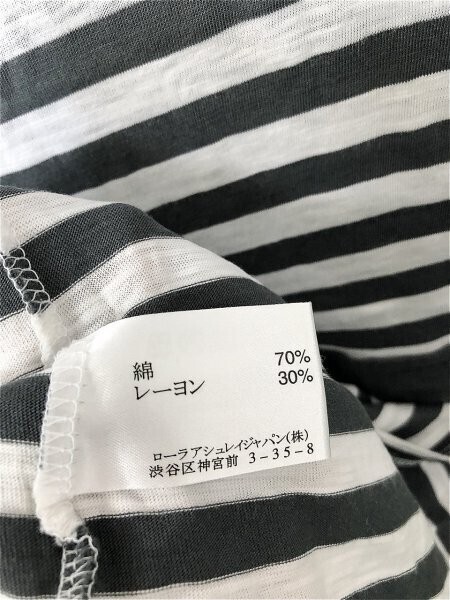 綿 70%
レーヨン 30%
ローラアシュレイジャパン(株)
渋谷区神宮前 3-35-8